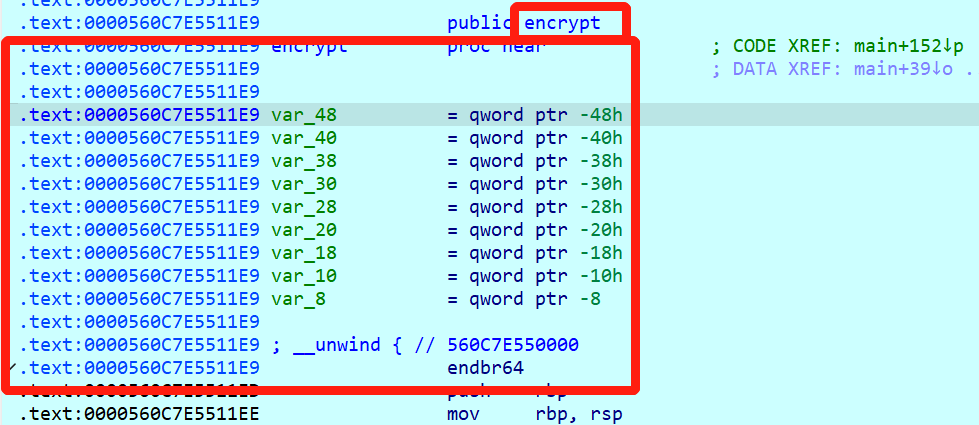 .text:0000560C7E5511E9
.text:0000560C7E5511E9 public encrypt
.text:0000560C7E5511E9 encrypt proc near ; CODE XREF: main+152↓p
.text:0000560C7E5511E9 ; DATA XREF: main+39↓o .
.text:0000560C7E5511E9
.text:0000560C7E5511E9 var_48 = qword ptr -48h
.text:0000560C7E5511E9 var_40 = qword ptr -40h
.text:0000560C7E5511E9 var_38 = qword ptr -38h
.text:0000560C7E5511E9 var_30 = qword ptr -30h
.text:0000560C7E5511E9 var_28 = qword ptr -28h
.text:0000560C7E5511E9 var_20 = qword ptr -20h
.text:0000560C7E5511E9 var_18 = qword ptr -18h
.text:0000560C7E5511E9 var_10 = qword ptr -10h
.text:0000560C7E5511E9 var_8 = qword ptr -8
.text:0000560C7E5511E9
.text:0000560C7E5511E9 ; __unwind { // 560C7E550000
.text:0000560C7E5511E9 endbr64
.text:0000560C7E5511ED push rbp
.text:0000560C7E5511EE mov rbp, rsp